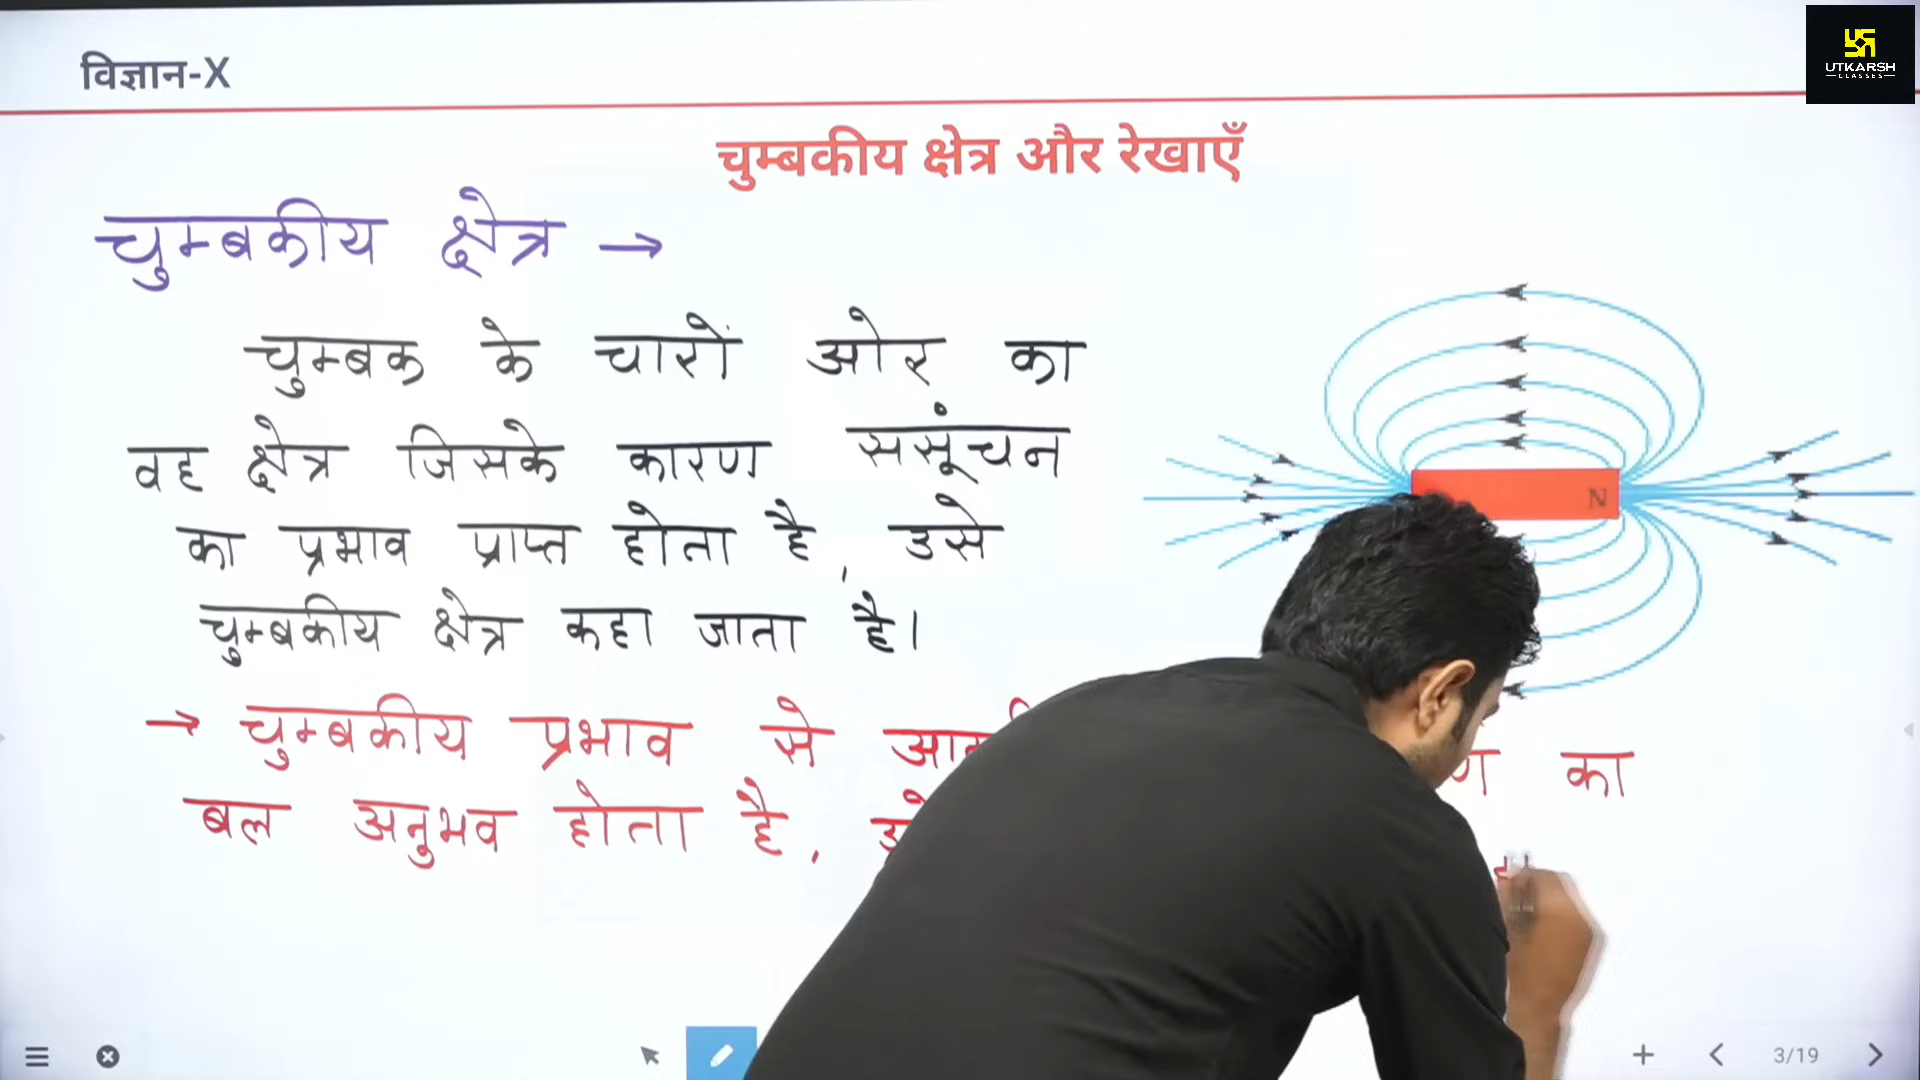 विज्ञान-X
UTKARSH
CLASSES
चुम्बकीय क्षेत्र और रेखाएँ
चुम्बकीय क्षेत्र →
चुम्बक के चारों ओर का
वह क्षेत्र जिसके कारण ससूंचन
का प्रभाव प्राप्त होता है, उसे
चुम्बकीय क्षेत्र कहा जाता है।
N
→ चुम्बकीय प्रभाव से का
बल अनुभव होता है,
3/19